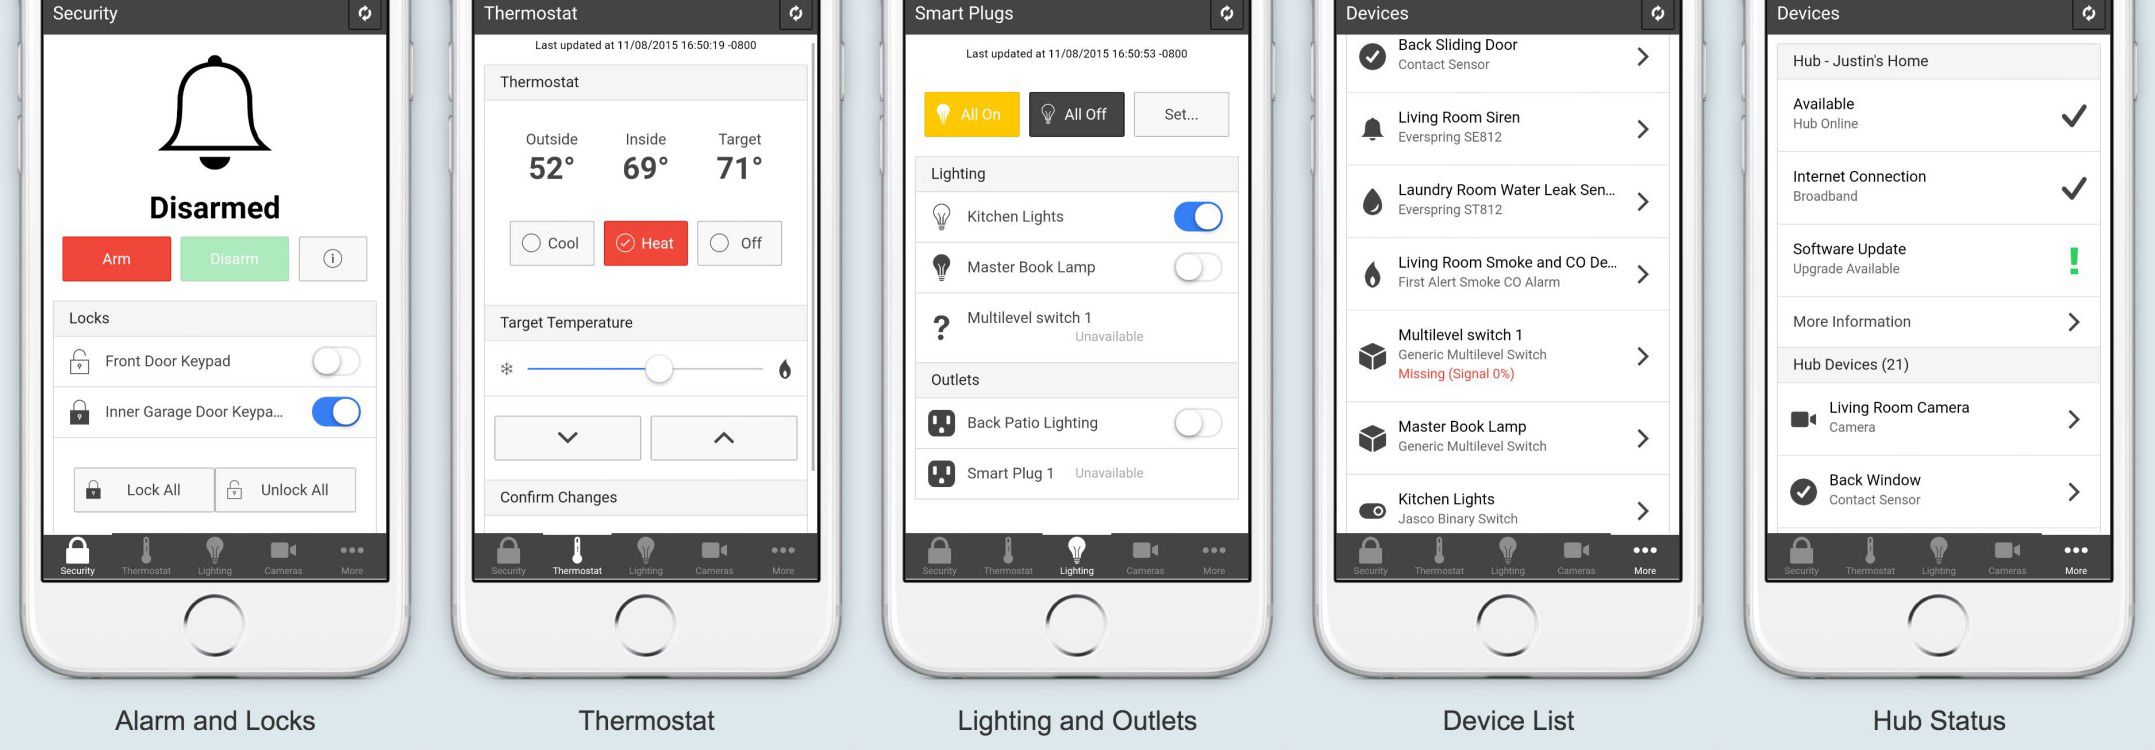 Security
Disarmed
Arm
Disarm
Locks
Front Door Keypad
Inner Garage Door Keypa...
Lock All
Unlock All
Security
Thermostat
Lighting
Cameras
More
Alarm and Locks
Thermostat
Last updated at 11/08/2015 16:50:19 -0800
Thermostat
Outside
Inside
Target
52°
69°
71°
Cool
Heat
Off
Target Temperature
Confirm Changes
Security
Thermostat
Lighting
Cameras
More
Thermostat
Smart Plugs
Last updated at 11/08/2015 16:50:53 -0800
All On
All Off
Set...
Lighting
Kitchen Lights
Master Book Lamp
Multilevel switch 1
Unavailable
Outlets
Back Patio Lighting
Smart Plug 1 Unavailable
Security
Thermostat
Lighting
Cameras
More
Lighting and Outlets
Devices
Back Sliding Door
Contact Sensor
Living Room Siren
Everspring SE812
Laundry Room Water Leak Sen...
Everspring ST812
Living Room Smoke and CO De...
First Alert Smoke CO Alarm
Multilevel switch 1
Generic Multilevel Switch
Missing (Signal 0%)
Master Book Lamp
Generic Multilevel Switch
Kitchen Lights
Jasco Binary Switch
Security
Thermostat
Lighting
Cameras
More
Device List
Devices
Hub - Justin's Home
Available
Hub Online
Internet Connection
Broadband
Software Update
Upgrade Available
More Information
Hub Devices (21)
Living Room Camera
Camera
Back Window
Contact Sensor
Security
Thermostat
Lighting
Cameras
More
Hub Status